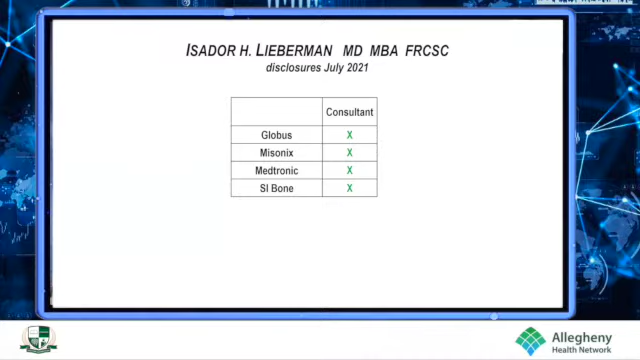 ISADOR H. LIEBERMAN MD MBA FRCSC
disclosures July 2021
Consultant
Globus X
Misonix X
Medtronic X
SI Bone X
Allegheny
Health Network